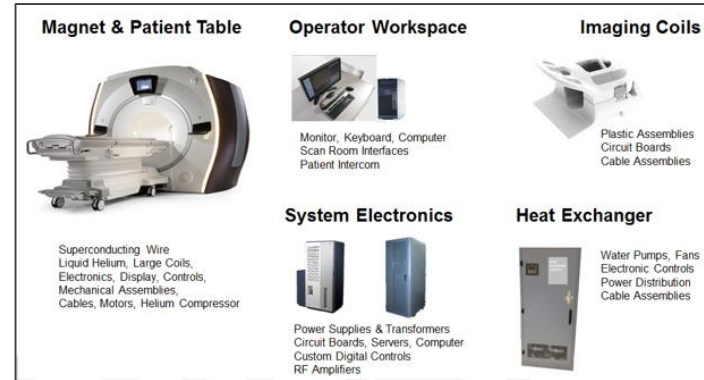 Magnet & Patient Table
Superconducting Wire
Liquid Helium, Large Coils,
Electronics, Display, Controls,
Mechanical Assemblies,
Cables, Motors, Helium Compressor
Operator Workspace
Monitor, Keyboard, Computer
Scan Room Interfaces
Patient Intercom
Imaging Coils
Plastic Assemblies
Circuit Boards
Cable Assemblies
System Electronics
Power Supplies & Transformers
Circuit Boards, Servers, Computer
Custom Digital Controls
RF Amplifiers
Heat Exchanger
Water Pumps, Fans
Electronic Controls
Power Distribution
Cable Assemblies